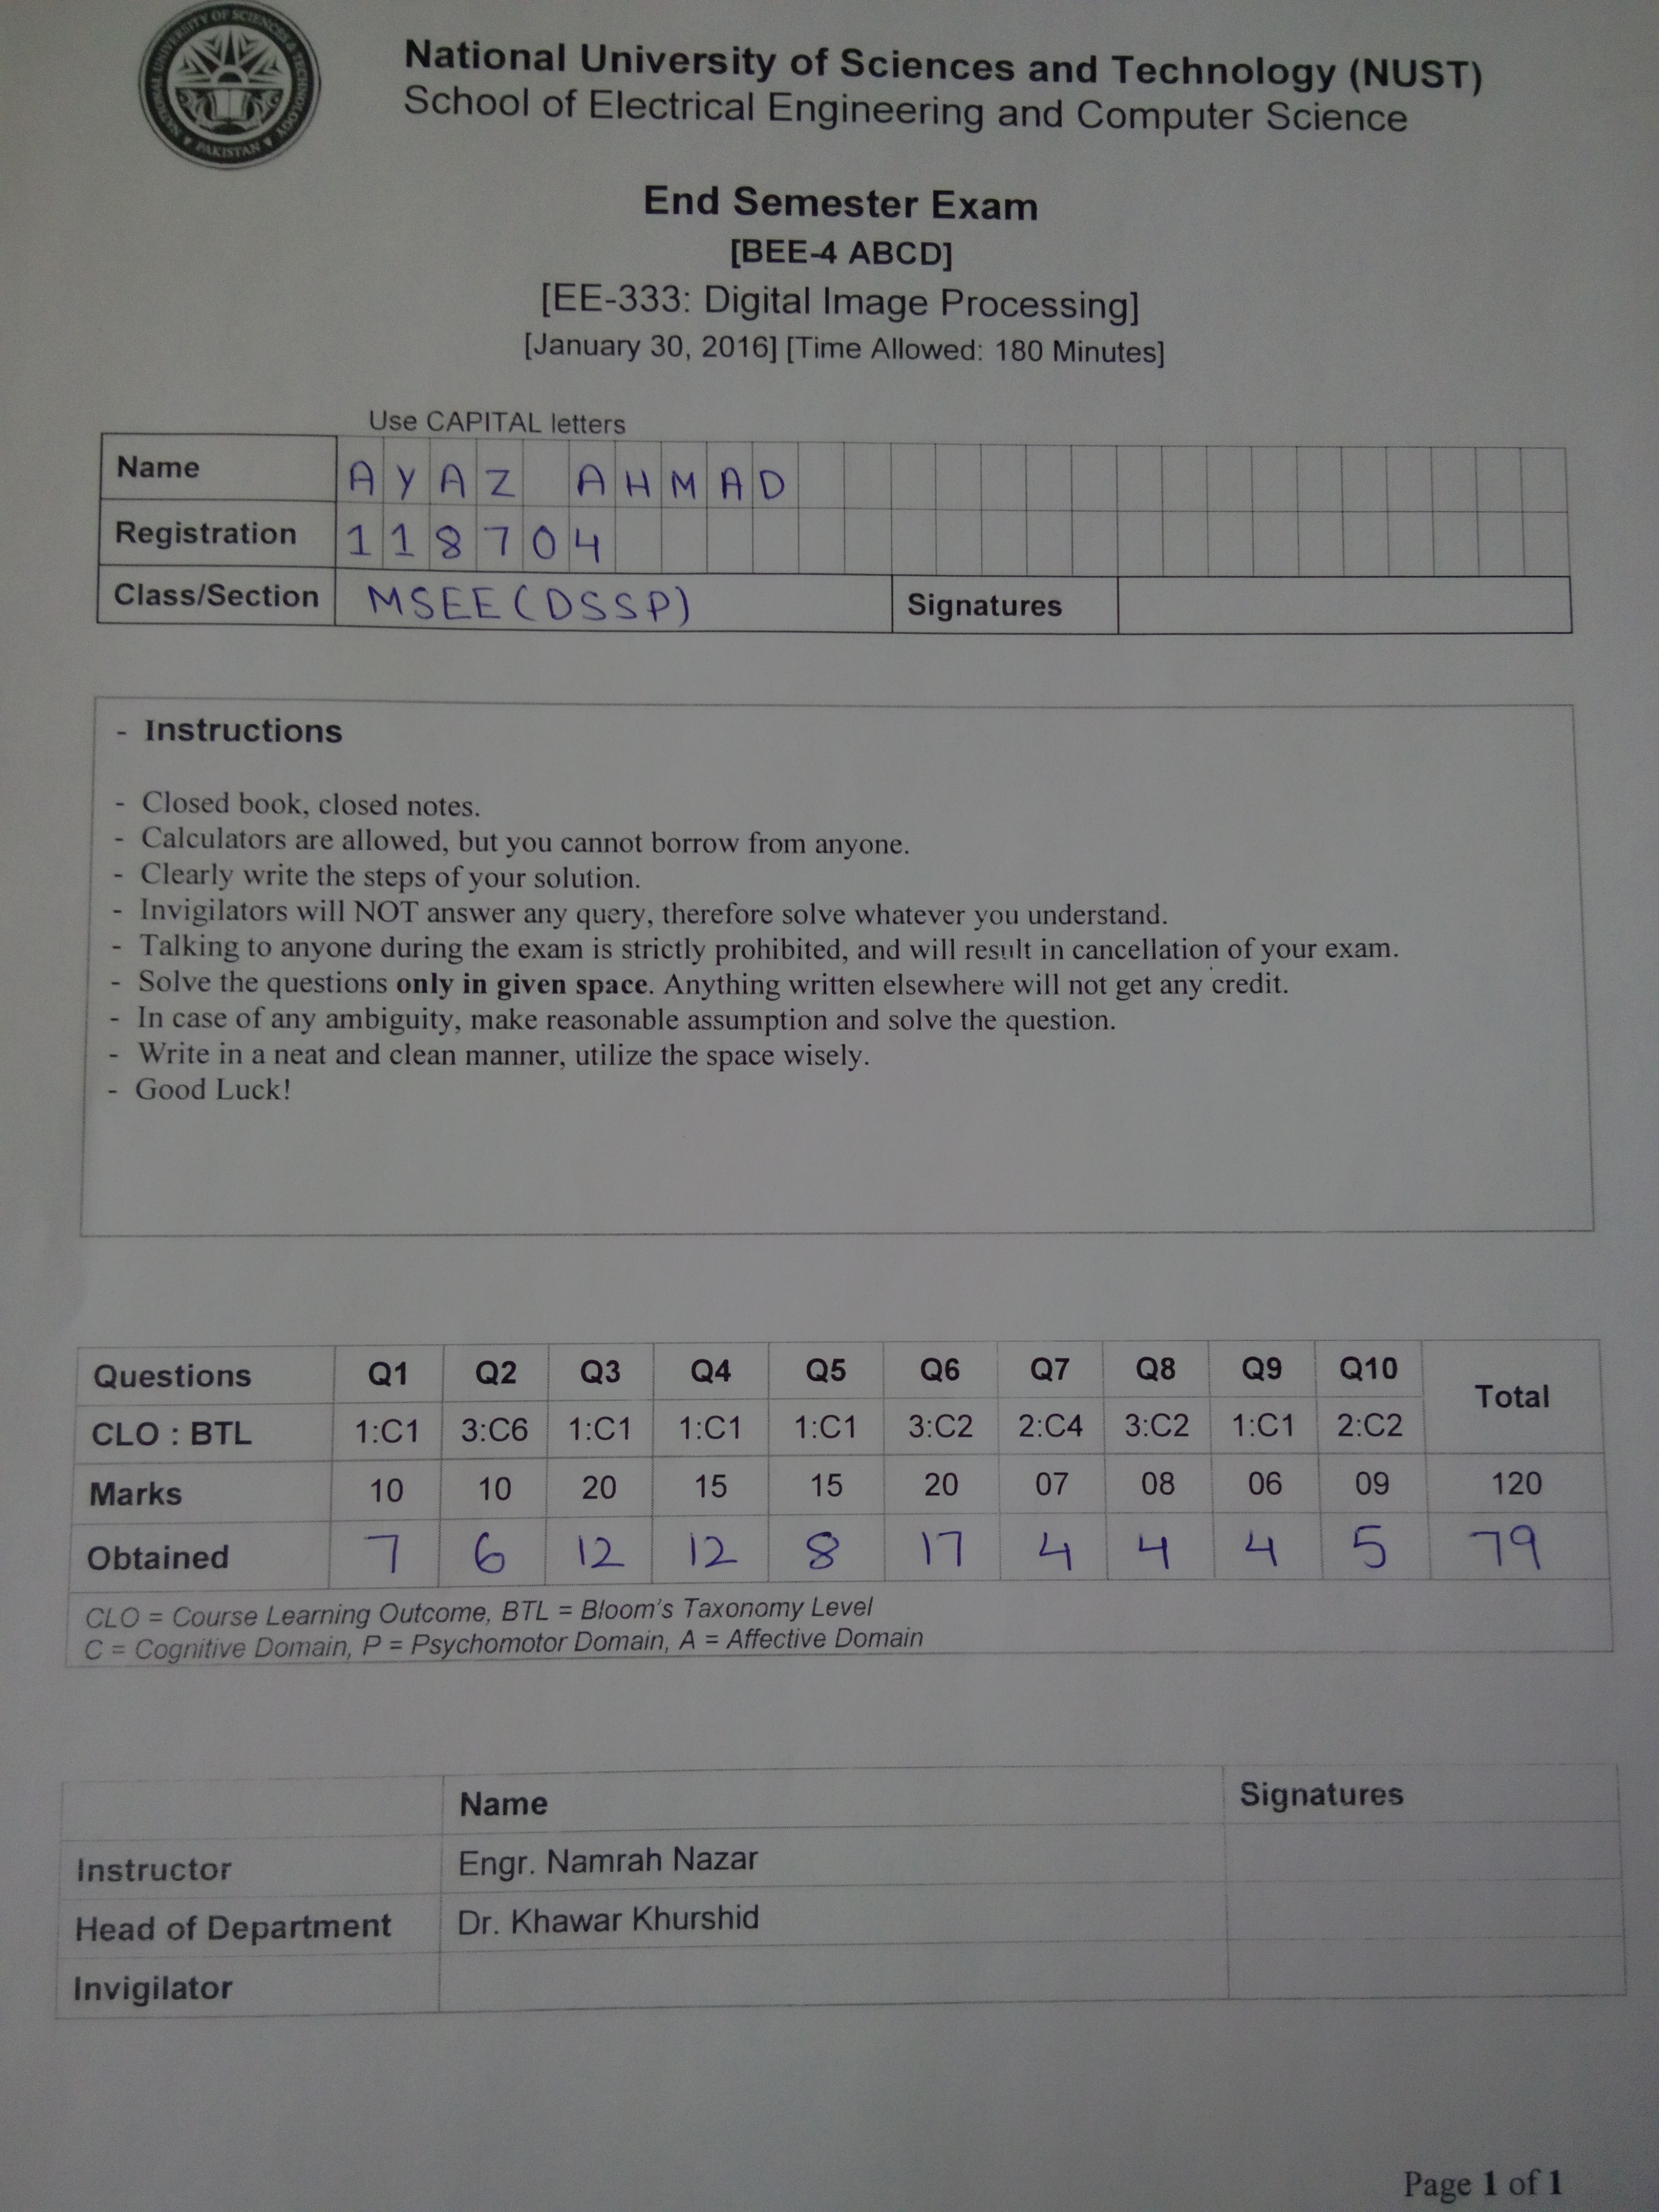 NATIONAL UNIVERSITY OF SCIENCES & TECHNOLOGY
PAKISTAN
National University of Sciences and Technology (NUST)
School of Electrical Engineering and Computer Science
End Semester Exam
[BEE-4 ABCD]
[EE-333: Digital Image Processing]
[January 30, 2016] [Time Allowed: 180 Minutes]
Use CAPITAL letters
Name AYAZ AHMAD
Registration 118704
Class/Section MSEE(DSSP) Signatures
- Instructions
- Closed book, closed notes.
- Calculators are allowed, but you cannot borrow from anyone.
- Clearly write the steps of your solution.
- Invigilators will NOT answer any query, therefore solve whatever you understand.
- Talking to anyone during the exam is strictly prohibited, and will result in cancellation of your exam.
- Solve the questions only in given space. Anything written elsewhere will not get any credit.
- In case of any ambiguity, make reasonable assumption and solve the question.
- Write in a neat and clean manner, utilize the space wisely.
- Good Luck!
Questions Q1 Q2 Q3 Q4 Q5 Q6 Q7 Q8 Q9 Q10 Total
CLO : BTL 1:C1 3:C6 1:C1 1:C1 1:C1 3:C2 2:C4 3:C2 1:C1 2:C2
Marks 10 10 20 15 15 20 07 08 06 09 120
Obtained 7 6 12 12 8 17 4 4 4 5 79
CLO = Course Learning Outcome, BTL = Bloom's Taxonomy Level
C = Cognitive Domain, P = Psychomotor Domain, A = Affective Domain
Name Signatures
Instructor Engr. Namrah Nazar
Head of Department Dr. Khawar Khurshid
Invigilator
Page 1 of 1